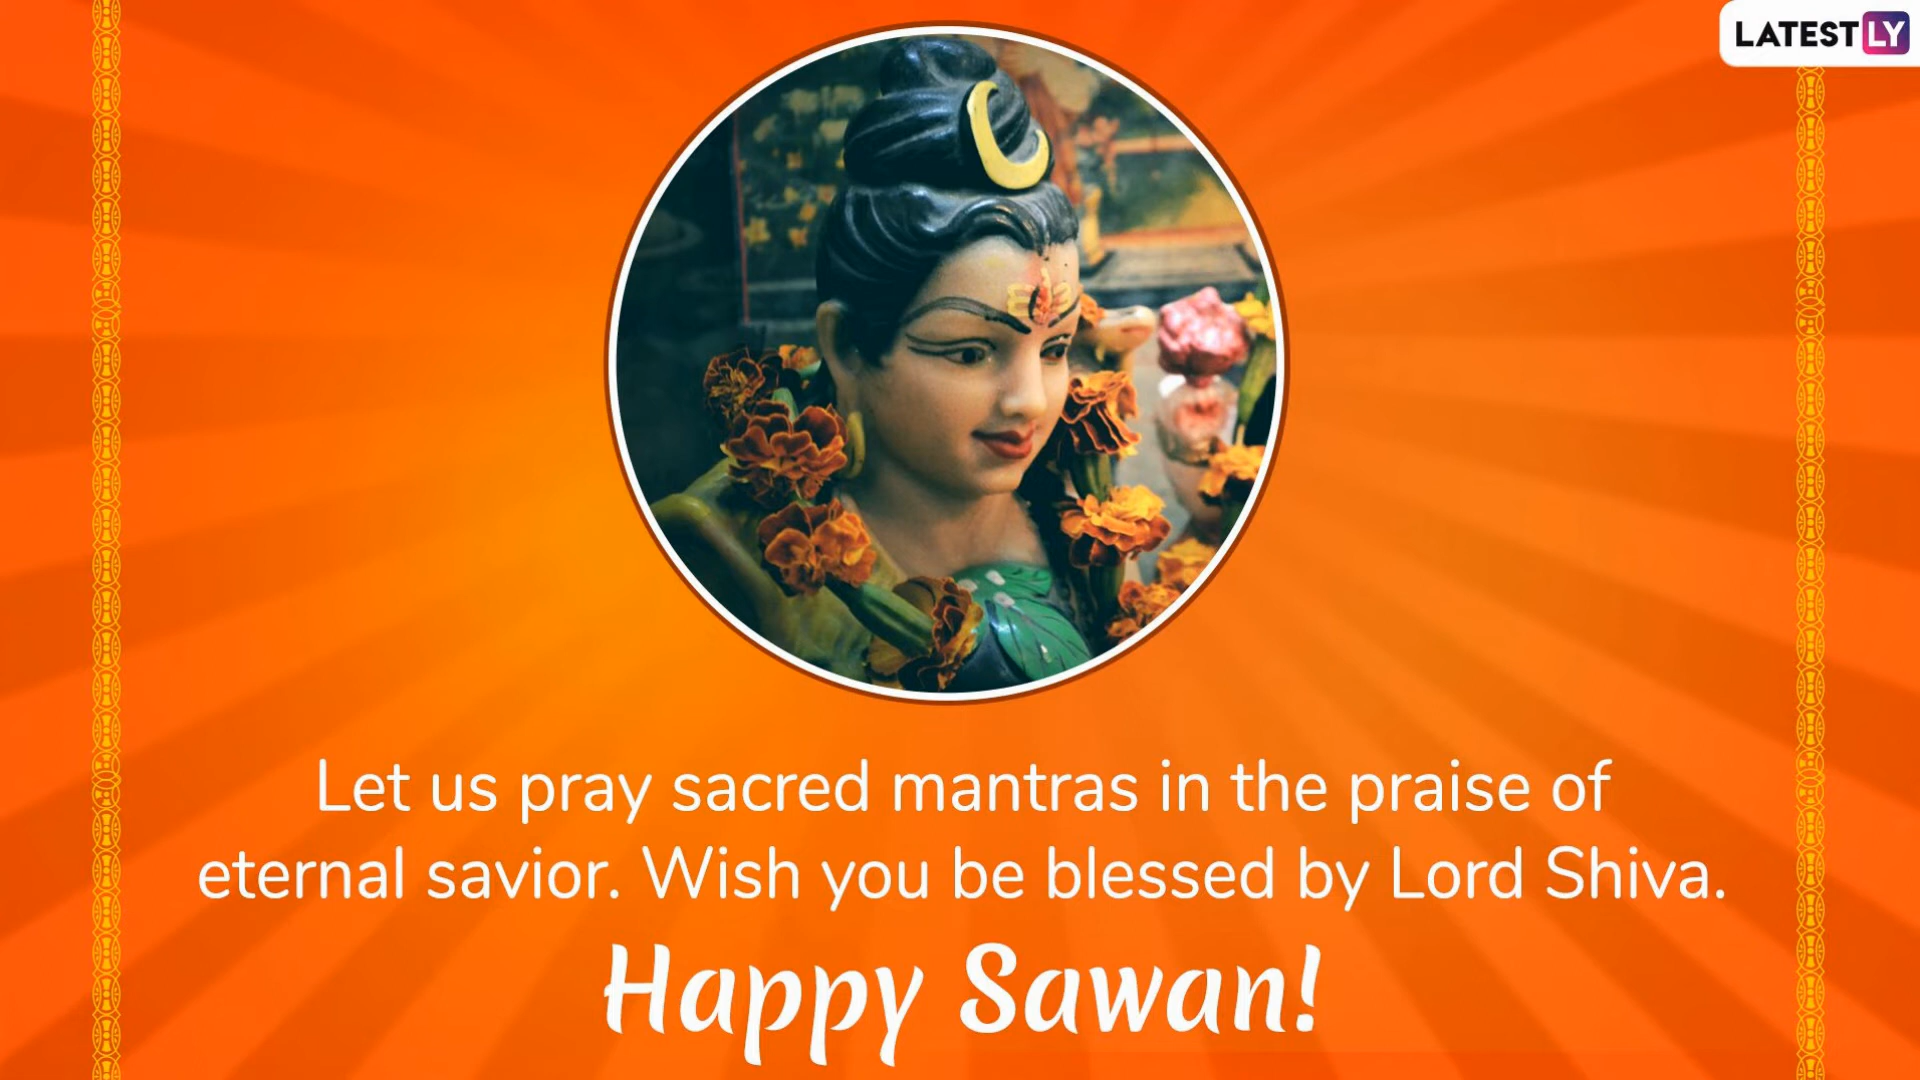 LATESTLY
Let us pray sacred mantras in the praise of
eternal savior. Wish you be blessed by Lord Shiva.
Happy Sawan!